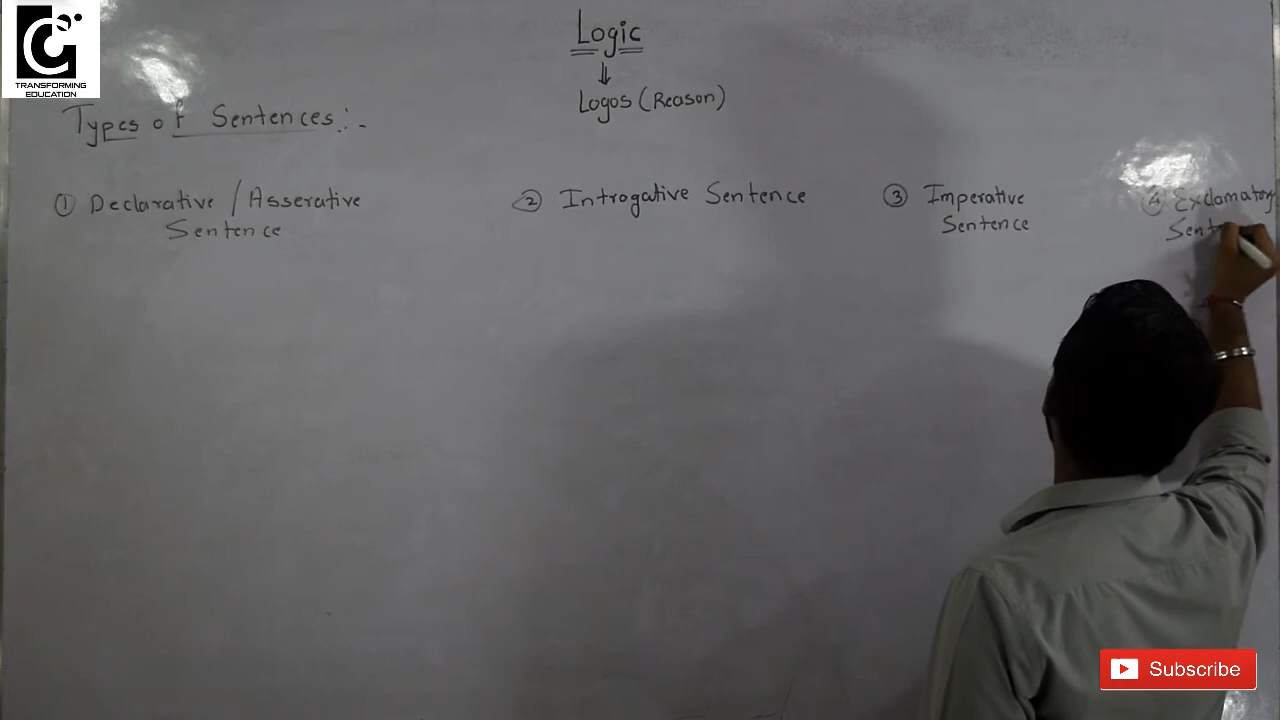 TRANSFORMING
EDUCATION
Logic
⇓
Logos (Reason)
Types of Sentences :-
① Declarative / Asserative
Sentence
② Introgative Sentence
③ Imperative
Sentence
④ Exclamatory
Subscribe